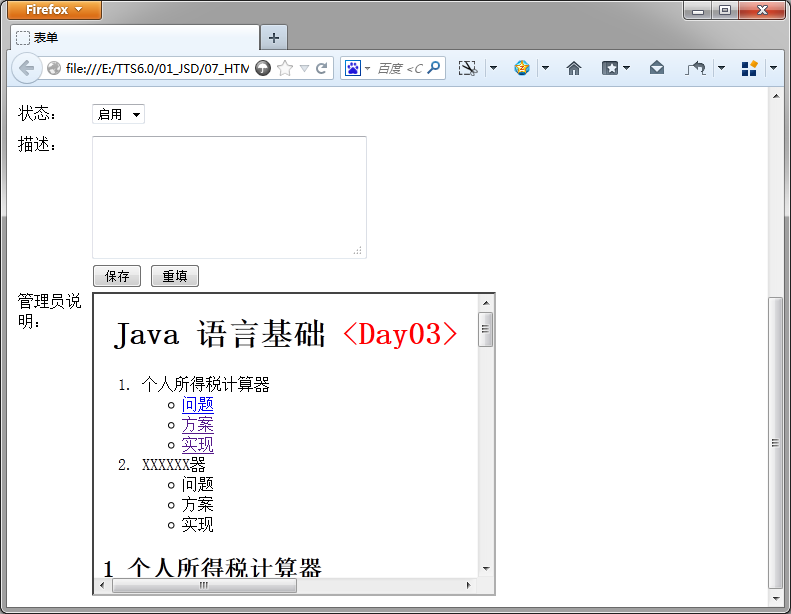 Firefox
表单
file:///E:/TTS6.0/01_JSD/07_HTM
百度 <C
状态：
启用
描述：
保存 重填
管理员说
明：
Java 语言基础 <Day03>
1. 个人所得税计算器
问题
方案
实现
2. XXXXXX器
问题
方案
实现
1 个人所得税计算器